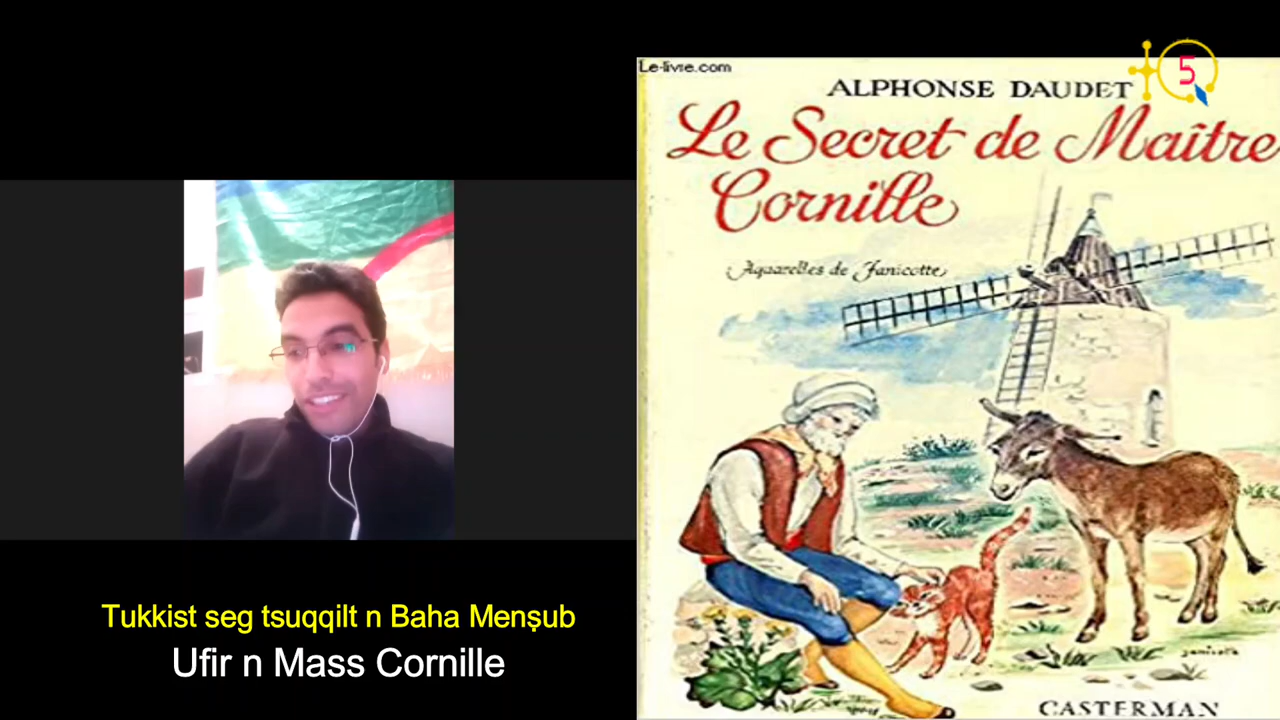 Tukkist seg tsuqqilt n Baha Menṣub
Ufir n Mass Cornille
Le-livre.com
5
ALPHONSE DAUDET
Le Secret de Maître
Cornille
Aquarelles de Janicotte
janicotte
CASTERMAN